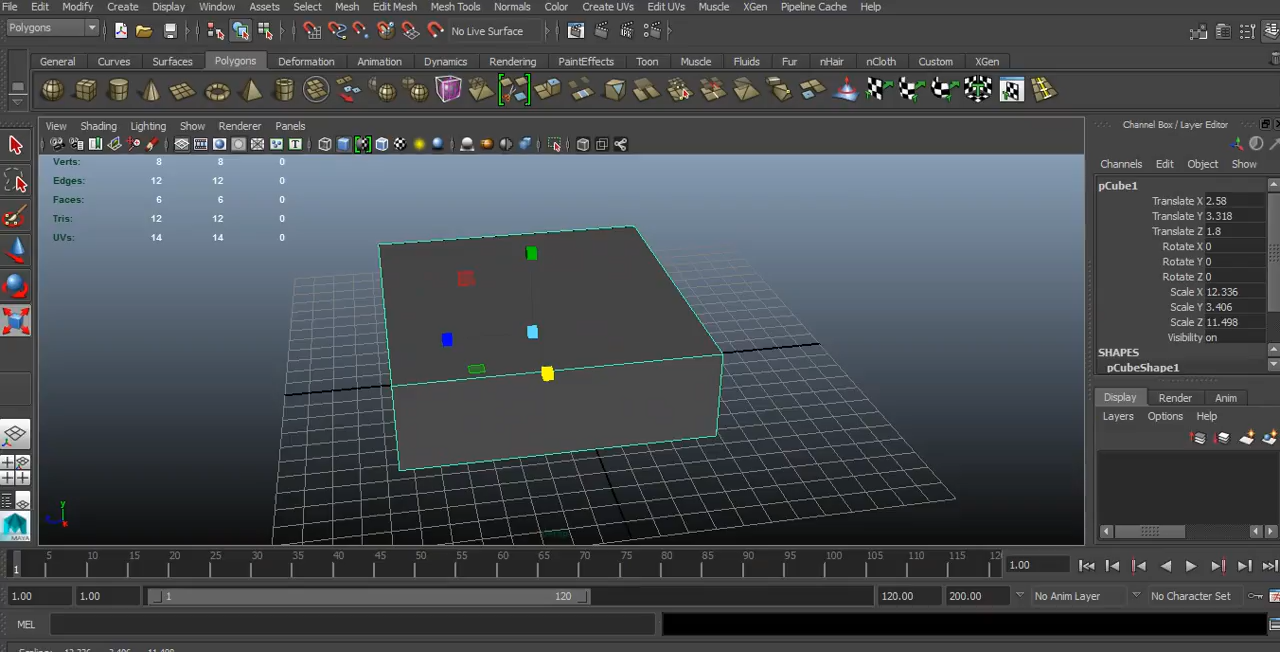 File Edit Modify Create Display Window Assets Select Mesh Edit Mesh Mesh Tools Normals Color Create UVs Edit UVs Muscle XGen Pipeline Cache Help
Polygons No Live Surface
General Curves Surfaces Polygons Deformation Animation Dynamics Rendering PaintEffects Toon Muscle Fluids Fur nHair nCloth Custom XGen
View Shading Lighting Show Renderer Panels
Verts: 8 8 0
Edges: 12 12 0
Faces: 6 6 0
Tris: 12 12 0
UVs: 14 14 0
Channel Box / Layer Editor
Channels Edit Object Show
pCube1
Translate X 2.58
Translate Y 3.318
Translate Z 1.8
Rotate X 0
Rotate Y 0
Rotate Z 0
Scale X 12.336
Scale Y 3.406
Scale Z 11.498
Visibility on
SHAPES
pCubeShape1
Display Render Anim
Layers Options Help
y
x
MAYA
5 10 15 20 25 30 35 40 45 50 55 60 65 70 75 80 85 90 95 100 105 110 115 12
1
1.00
1.00 1.00 1 120 120.00 200.00 No Anim Layer No Character Set
MEL